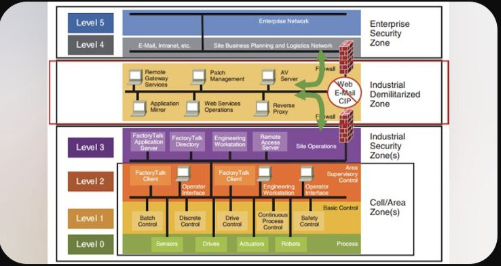 Level 5
Enterprise Network
Enterprise
Security
Zone
Level 4
E-Mail, Intranet, etc.
Site Business Planning and Logistics Network
Firewall
Remote
Gateway
Services
Patch
Management
AV
Server
Application
Mirror
Web Services
Operations
Reverse
Proxy
Web
E-Mail
CIP
Firewall
Industrial
Demilitarized
Zone
Level 3
FactoryTalk
Application
Server
FactoryTalk
Directory
Engineering
Workstation
Remote
Access
Server
Site Operations
Industrial
Security
Zone(s)
Level 2
FactoryTalk
Client
Operator
Interface
FactoryTalk
Client
Engineering
Workstation
Operator
Interface
Area
Supervisory
Control
Level 1
Batch
Control
Discrete
Control
Drive
Control
Continuous
Process
Control
Safety
Control
Basic Control
Cell/Area
Zone(s)
Level 0
Sensors
Drives
Actuators
Robots
Process